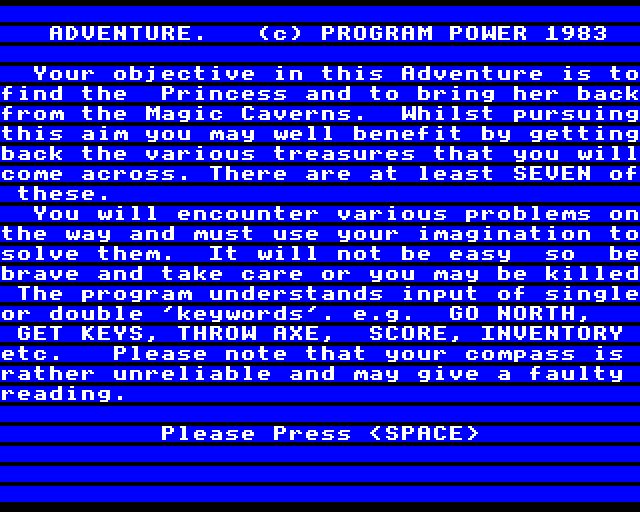 ADVENTURE.   (c) PROGRAM POWER 1983
Your objective in this Adventure is to
find the  Princess and to bring her back
from the Magic Caverns.  Whilst pursuing
this aim you may well benefit by getting
back the various treasures that you will
come across. There are at least SEVEN of
these.
You will encounter various problems on
the way and must use your imagination to
solve them.  It will not be easy  so  be
brave and take care or you may be killed
The program understands input of single
or double 'keywords'. e.g.  GO NORTH,
GET KEYS, THROW AXE,  SCORE, INVENTORY
etc.   Please note that your compass is
rather unreliable and may give a faulty
reading.
Please Press <SPACE>